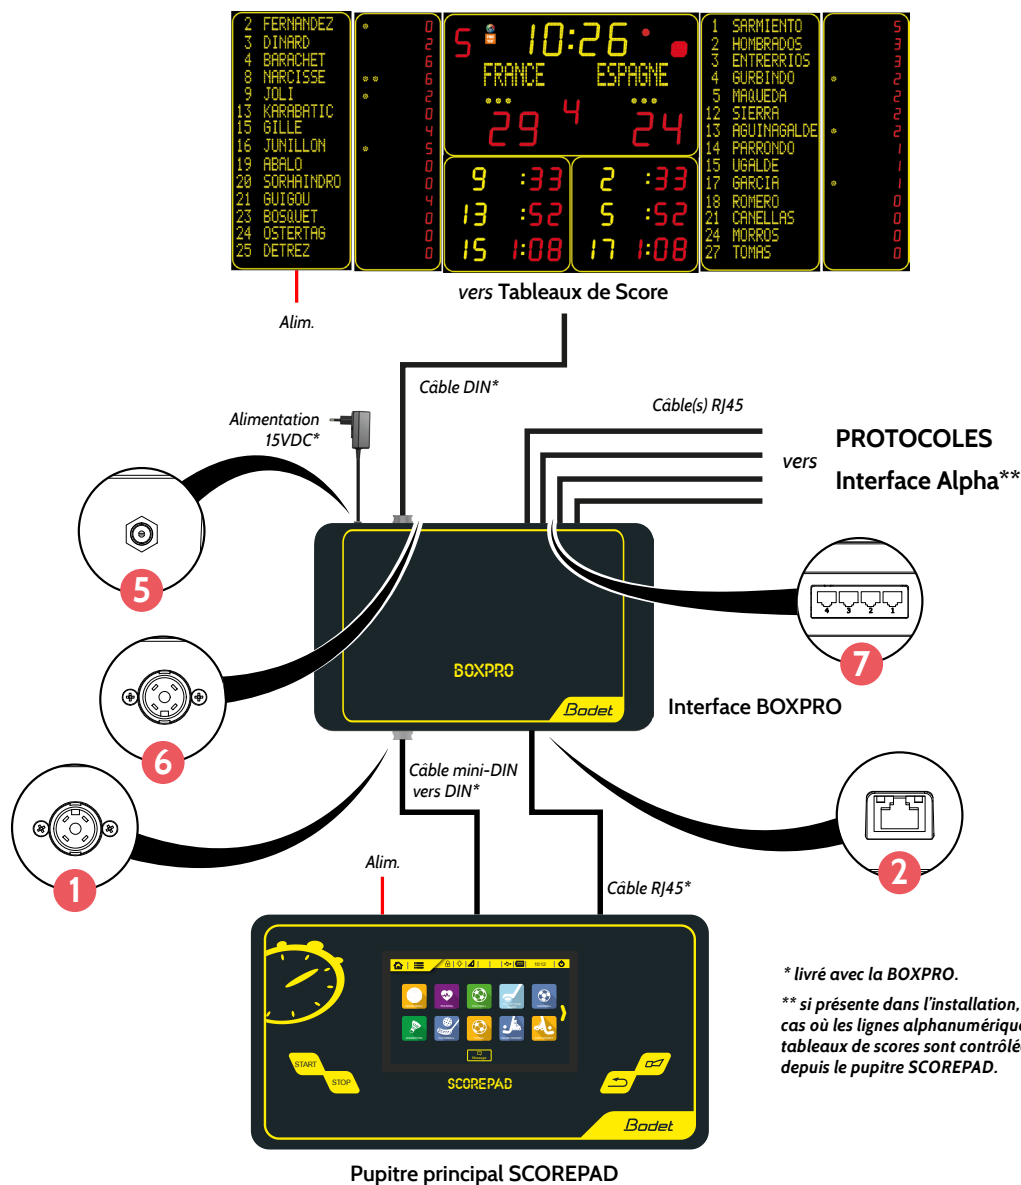 2 FERNANDEZ 0
3 DINARD 2
4 BARACHET 6
8 NARCISSE 6
9 JOLI 2
13 KARABATIC 0
15 GILLE 4
16 JUNILLON 5
19 ABALO 0
20 SORHAINDRO 0
21 GUIGOU 4
23 BOSQUET 0
24 OSTERTAG 0
25 DETREZ 0
5 10:26
FRANCE ESPAGNE
29 4 24
9 :33 2 :33
13 :52 5 :52
15 1:08 17 1:08
1 SARMIENTO 5
2 HOMBRADOS 3
3 ENTRERRIOS 3
4 GURBINDO 2
5 MAQUEDA 2
12 SIERRA 2
13 AGUINAGALDE 2
14 PARRONDO 1
15 UGALDE 1
17 GARCIA 1
18 ROMERO 0
21 CANELLAS 0
24 MORROS 0
27 TOMAS 0
vers Tableaux de Score
Alim.
Câble DIN*
Câble(s) RJ45
Alimentation
15VDC*
vers
PROTOCOLES
Interface Alpha**
5
4 3 2 1
7
6
BOXPRO
Bodet
Interface BOXPRO
Câble mini-DIN
vers DIN*
1
2
Alim.
Câble RJ45*
10:12
Message
START
STOP
SCOREPAD
Bodet
* livré avec la BOXPRO.
** si présente dans l'installation,
cas où les lignes alphanumériqu
tableaux de scores sont contrôlé
depuis le pupitre SCOREPAD.
Pupitre principal SCOREPAD